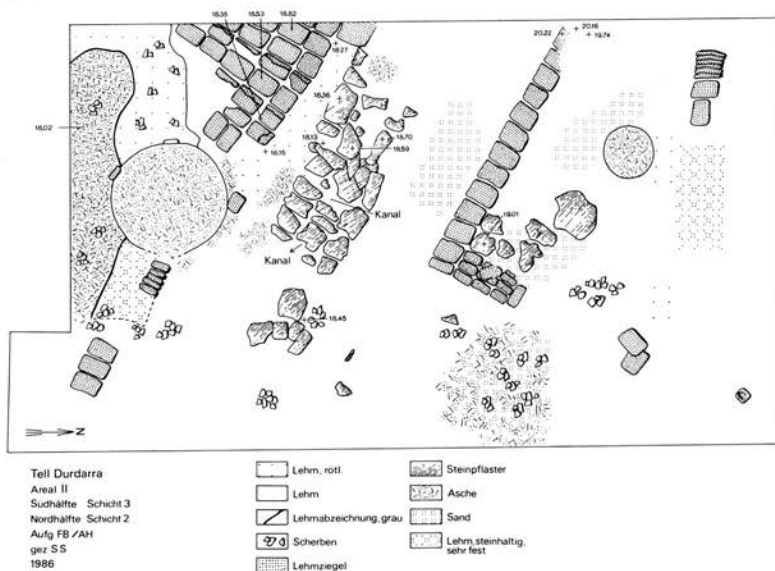 18,35
18,53
18,62
18,27
20,22
20,16
19,74
18,36
18,02
18,13
18,70
18,59
18,15
Kanal
19,01
Kanal
18,45
N
Tell Durdarra
Areal II
Südhälfte Schicht 3
Nordhälfte Schicht 2
Aufg FB/AH
gez S S
1986
Lehm, rötl.
Lehm
Lehmabzeichnung, grau
Scherben
Lehmziegel
Steinpflaster
Asche
Sand
Lehm, steinhaltig,
sehr fest